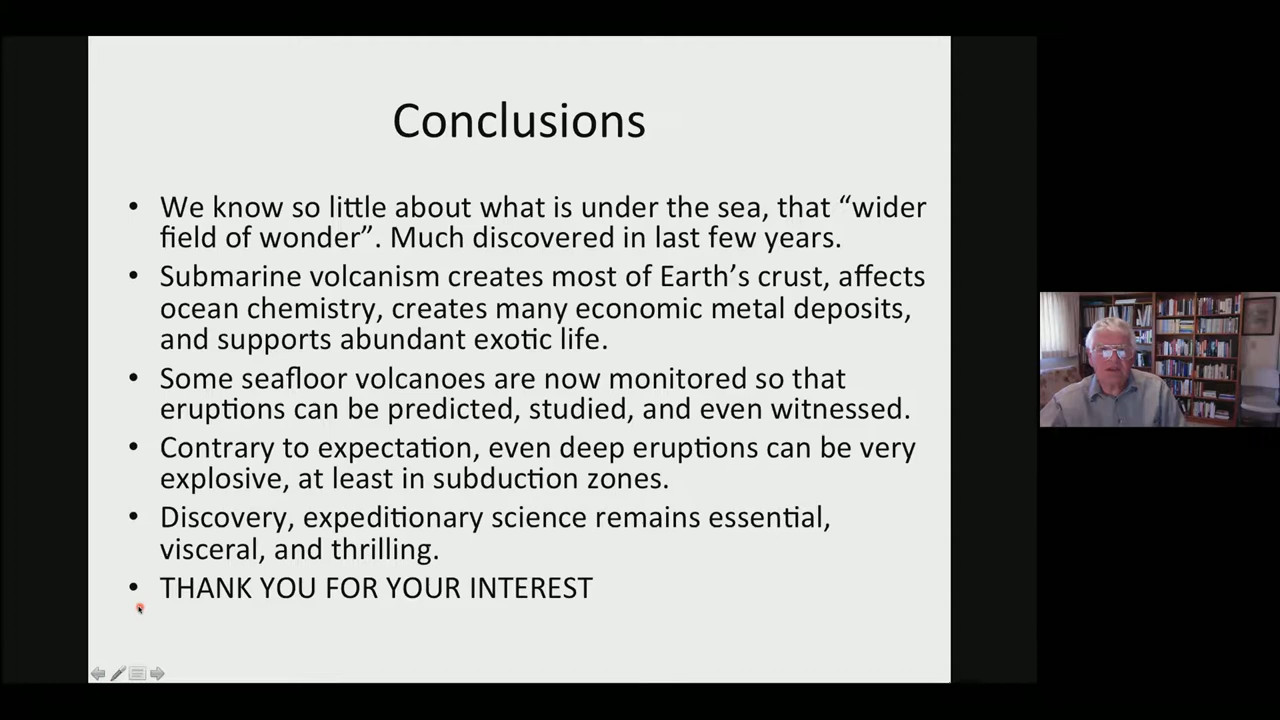 Conclusions
• We know so little about what is under the sea, that “wider
field of wonder”. Much discovered in last few years.
• Submarine volcanism creates most of Earth’s crust, affects
ocean chemistry, creates many economic metal deposits,
and supports abundant exotic life.
• Some seafloor volcanoes are now monitored so that
eruptions can be predicted, studied, and even witnessed.
• Contrary to expectation, even deep eruptions can be very
explosive, at least in subduction zones.
• Discovery, expeditionary science remains essential,
visceral, and thrilling.
• THANK YOU FOR YOUR INTEREST